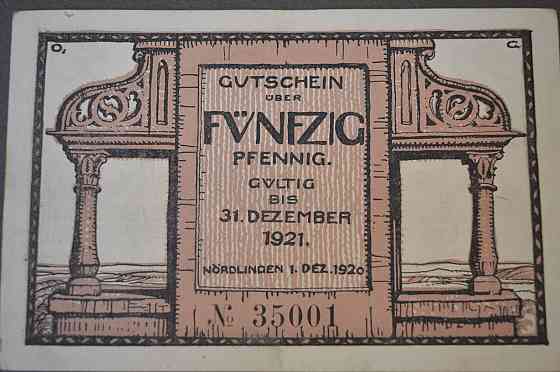 O. G.
GUTSCHEIN
ÜBER
FÜNFZIG
PFENNIG.
GÜLTIG
BIS
31. DEZEMBER
1921.
NÖRDLINGEN 1. DEZ. 1920
№ 35001